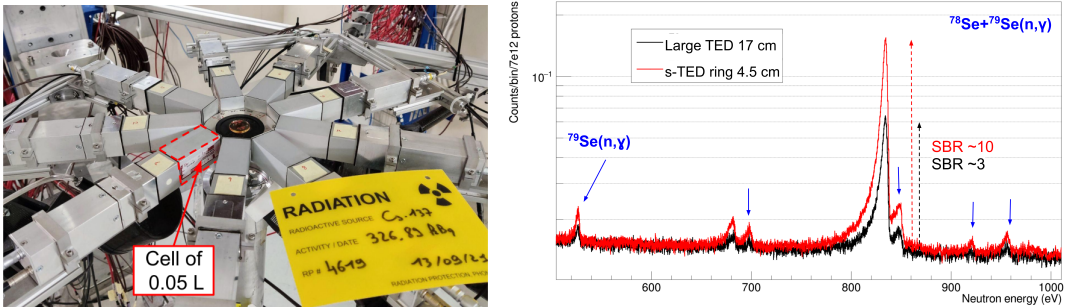 RADIATION
RADIOACTIVE SOURCE Cs-137
ACTIVITY / DATE 326.89 kBq
RP# 4619 13/09/21
RADIATION PROTECTION, PHO
Cell of
0.05 L
Counts/bin/7e12 protons
10⁻¹
⁷⁸Se+⁷⁹Se(n,γ)
Large TED 17 cm
s-TED ring 4.5 cm
⁷⁹Se(n,γ)
SBR ~10
SBR ~3
600 700 800 900 1000
Neutron energy (eV)